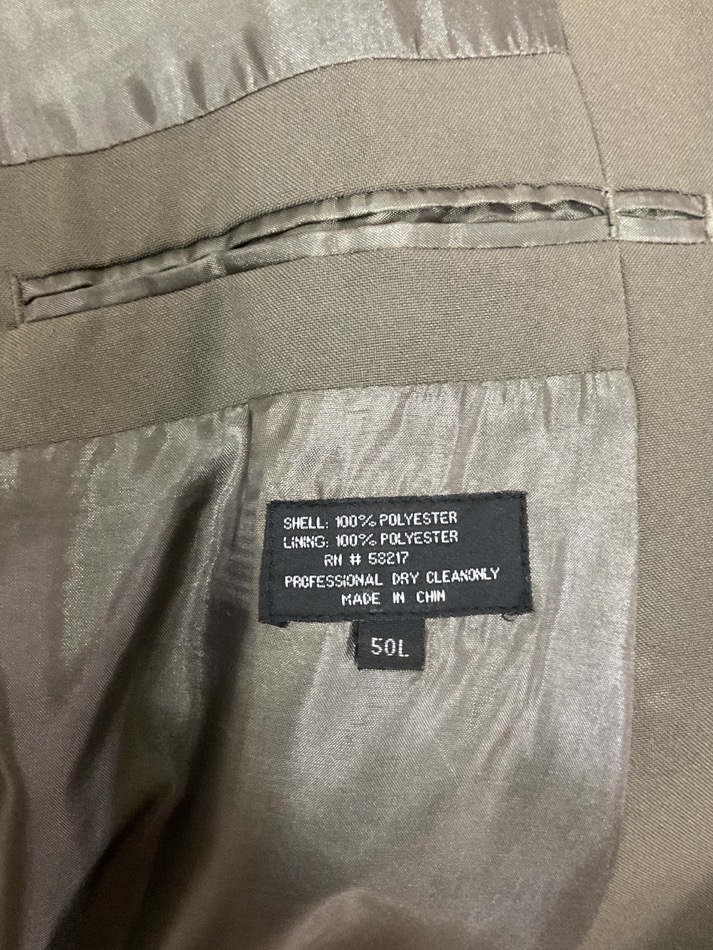 SHELL: 100% POLYESTER
LINING: 100% POLYESTER
RN # 58217
PROFESSIONAL DRY CLEANONLY
MADE IN CHIN
50L